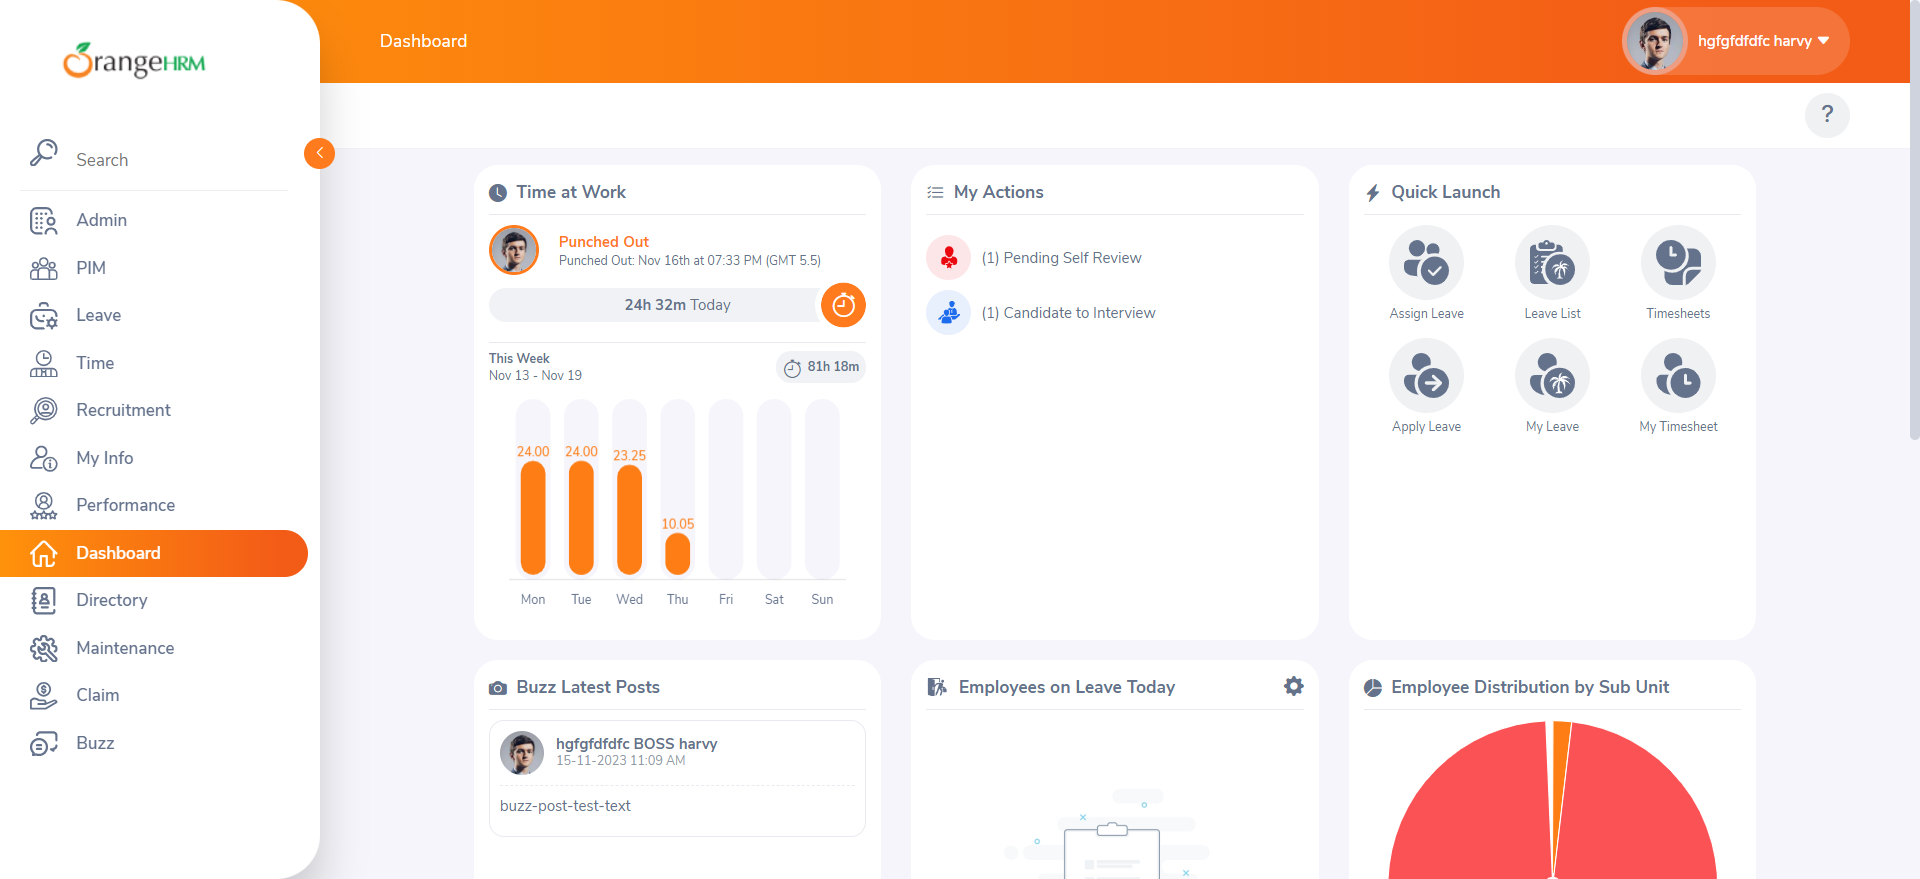 OrangeHRM
Search
Admin
PIM
Leave
Time
Recruitment
My Info
Performance
Dashboard
Directory
Maintenance
Claim
Buzz
Dashboard
hgfgfdfdfc harvy
?
Time at Work
Punched Out
Punched Out: Nov 16th at 07:33 PM (GMT 5.5)
24h 32m Today
This Week
Nov 13 - Nov 19
81h 18m
24.00 24.00 23.25 10.05
Mon Tue Wed Thu Fri Sat Sun
My Actions
(1) Pending Self Review
(1) Candidate to Interview
Quick Launch
Assign Leave Leave List Timesheets
Apply Leave My Leave My Timesheet
Buzz Latest Posts
hgfgfdfdfc BOSS harvy
15-11-2023 11:09 AM
buzz-post-test-text
Employees on Leave Today
Employee Distribution by Sub Unit